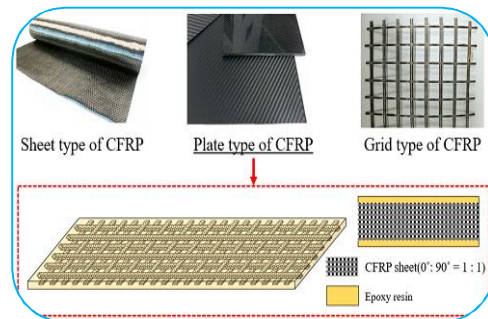 Sheet type of CFRP
Plate type of CFRP
Grid type of CFRP
CFRP sheet(0˚: 90˚ = 1 : 1)
Epoxy resin